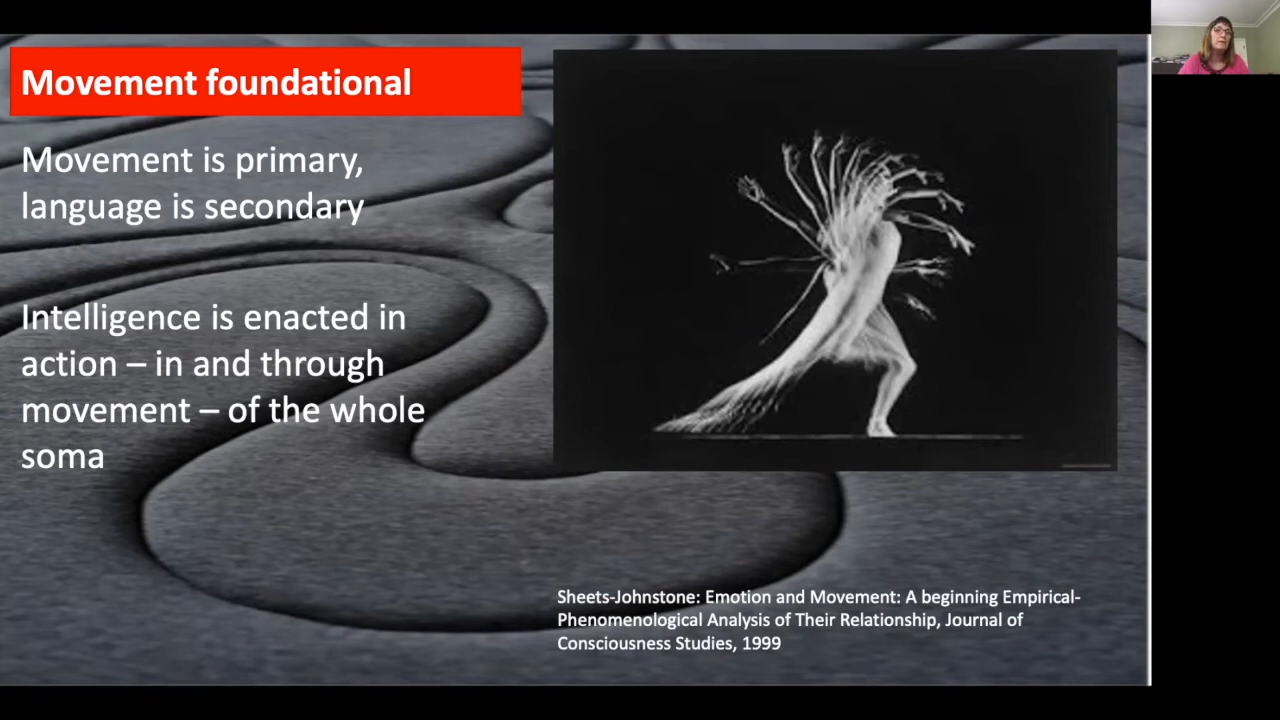 Movement foundational
Movement is primary,
language is secondary
Intelligence is enacted in
action – in and through
movement – of the whole
soma
Sheets-Johnstone: Emotion and Movement: A beginning Empirical-
Phenomenological Analysis of Their Relationship, Journal of
Consciousness Studies, 1999